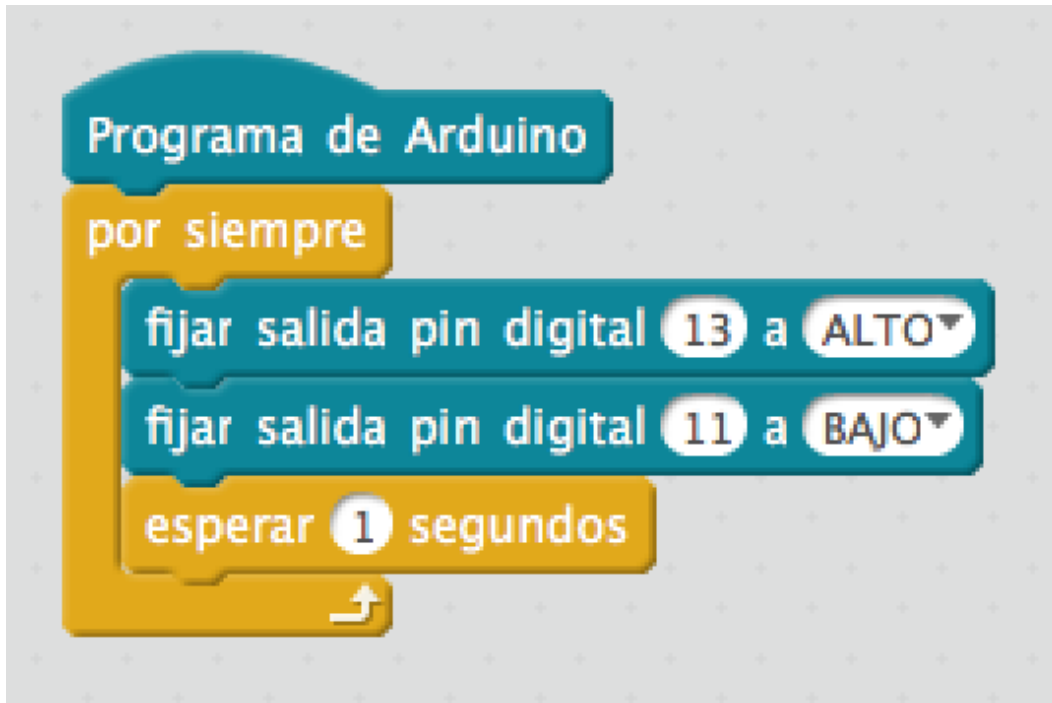 Programa de Arduino
por siempre
fijar salida pin digital 13 a ALTO
fijar salida pin digital 11 a BAJO
esperar 1 segundos